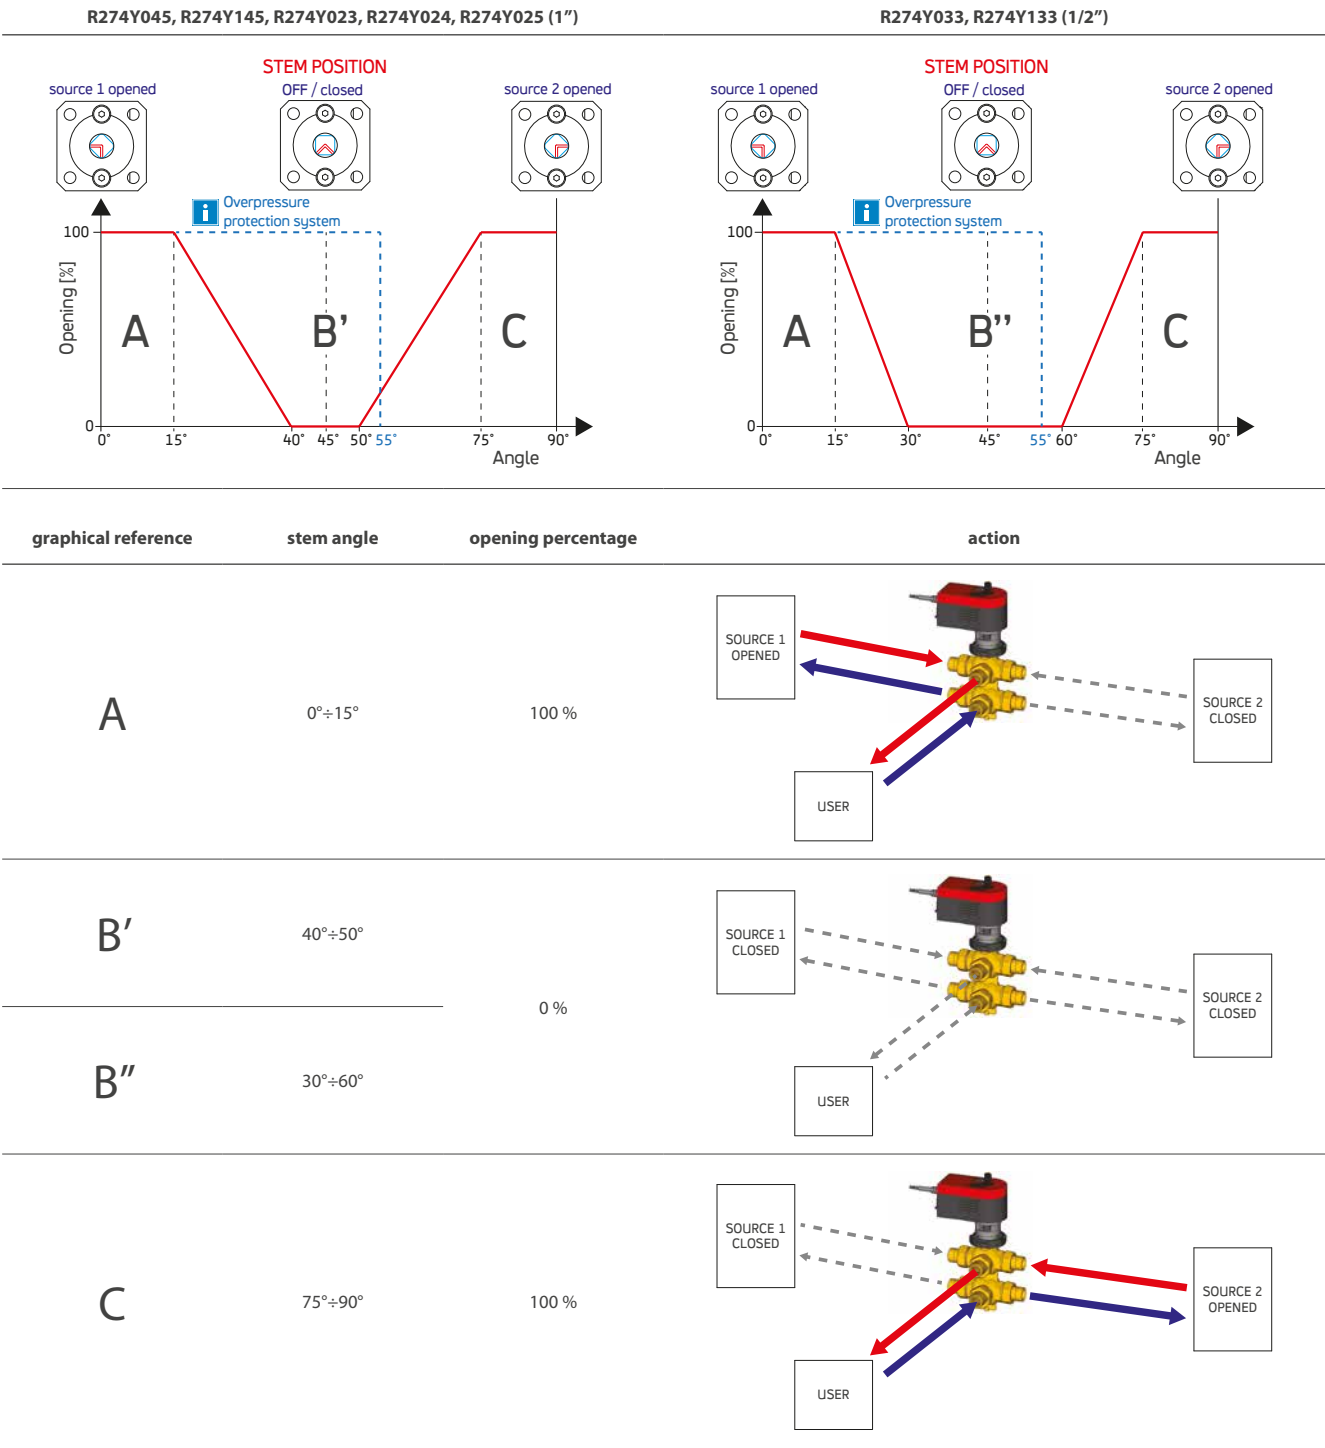 R274Y045, R274Y145, R274Y023, R274Y024, R274Y025 (1”)
R274Y033, R274Y133 (1/2”)
STEM POSITION
source 1 opened
OFF / closed
source 2 opened
i
Overpressure
protection system
100
Opening [%]
A
B’
C
0
0°
15°
40°
45°
50°
55°
75°
90°
Angle
STEM POSITION
source 1 opened
OFF / closed
source 2 opened
i
Overpressure
protection system
100
Opening [%]
A
B’’
C
0
0°
15°
30°
45°
55°
60°
75°
90°
Angle
graphical reference
stem angle
opening percentage
action
A
0°÷15°
100 %
SOURCE 1
OPENED
SOURCE 2
CLOSED
USER
B’
40°÷50°
0 %
B”
30°÷60°
SOURCE 1
CLOSED
SOURCE 2
CLOSED
USER
C
75°÷90°
100 %
SOURCE 1
CLOSED
SOURCE 2
OPENED
USER